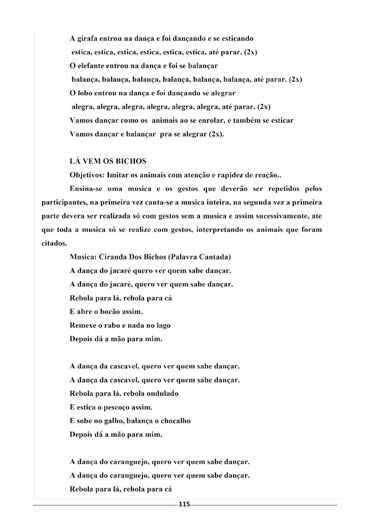 A girafa entrou na dança e foi dançando e se esticando
estica, estica, estica, estica, estica, estica, até parar. (2x)
O elefante entrou na dança e foi se balançar
balança, balança, balança, balança, balança, balança, até parar. (2x)
O lobo entrou na dança e foi dançando se alegrar
alegra, alegra, alegra, alegra, alegra, alegra, até parar. (2x)
Vamos dançar como os animais ao se enrolar, e também se esticar
Vamos dançar e balançar pra se alegrar (2x).
LÁ VEM OS BICHOS
Objetivos: Imitar os animais com atenção e rapidez de reação..
Ensina-se uma musica e os gestos que deverão ser repetidos pelos
participantes, na primeira vez canta-se a musica inteira, na segunda vez a primeira
parte devera ser realizada só com gestos sem a musica e assim sucessivamente, ate
que toda a musica só se realize com gestos, interpretando os animais que foram
citados.
Musica: Ciranda Dos Bichos (Palavra Cantada)
A dança do jacaré quero ver quem sabe dançar.
A dança do jacaré, quero ver quem sabe dançar.
Rebola para lá, rebola para cá
E abre o bocão assim.
Remexe o rabo e nada no lago
Depois dá a mão para mim.
A dança da cascavel, quero ver quem sabe dançar.
A dança da cascavel, quero ver quem sabe dançar.
Rebola para lá, rebola ondulado
E estica o pescoço assim.
E sobe no galho, balança o chocalho
Depois dá a mão para mim.
A dança do caranguejo, quero ver quem sabe dançar.
A dança do caranguejo, quero ver quem sabe dançar.
Rebola para lá, rebola para cá
115